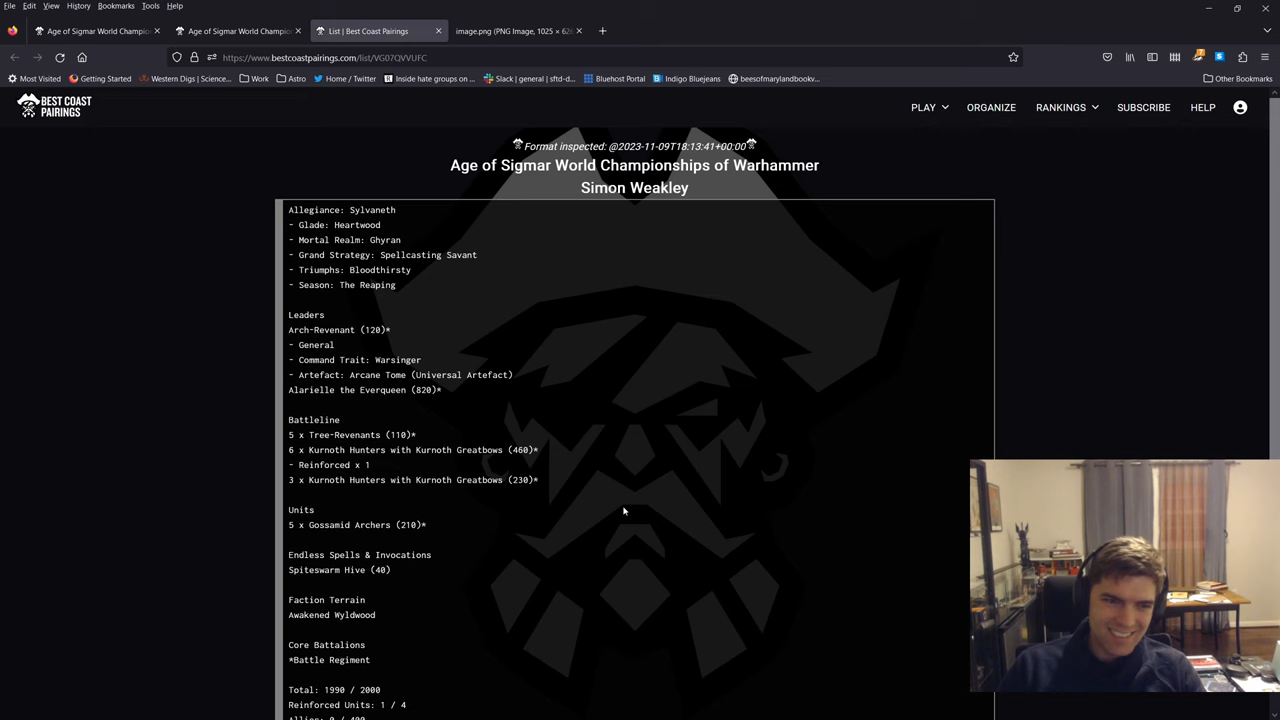 File Edit View History Bookmarks Tools Help
Age of Sigmar World Champion
Age of Sigmar World Champion
List | Best Coast Pairings
image.png (PNG Image, 1025 × 62
https://www.bestcoastpairings.com/list/VG07QVVUFC
Most Visited Getting Started Western Digs | Science... Work Astro Home / Twitter Inside hate groups on ... Slack | general | sftd-d... Bluehost Portal Indigo Bluejeans beesofmarylandbookv... Other Bookmarks
BEST COAST
PAIRINGS
PLAY ORGANIZE RANKINGS SUBSCRIBE HELP
Format inspected: @2023-11-09T18:13:41+00:00
Age of Sigmar World Championships of Warhammer
Simon Weakley
Allegiance: Sylvaneth
- Glade: Heartwood
- Mortal Realm: Ghyran
- Grand Strategy: Spellcasting Savant
- Triumphs: Bloodthirsty
- Season: The Reaping
Leaders
Arch-Revenant (120)*
- General
- Command Trait: Warsinger
- Artefact: Arcane Tome (Universal Artefact)
Alarielle the Everqueen (820)*
Battleline
5 x Tree-Revenants (110)*
6 x Kurnoth Hunters with Kurnoth Greatbows (460)*
- Reinforced x 1
3 x Kurnoth Hunters with Kurnoth Greatbows (230)*
Units
5 x Gossamid Archers (210)*
Endless Spells & Invocations
Spiteswarm Hive (40)
Faction Terrain
Awakened Wyldwood
Core Battalions
*Battle Regiment
Total: 1990 / 2000
Reinforced Units: 1 / 4
Allies: 0 / 400